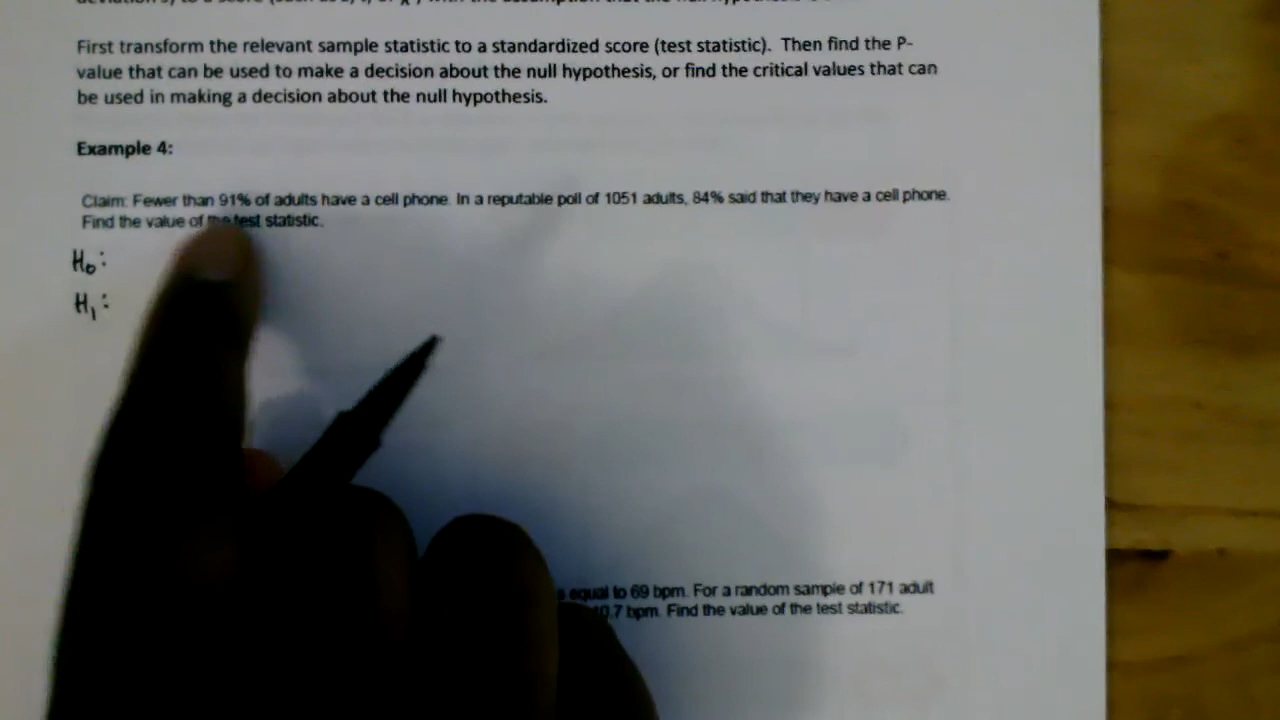 First transform the relevant sample statistic to a standardized score (test statistic). Then find the P-
value that can be used to make a decision about the null hypothesis, or find the critical values that can
be used in making a decision about the null hypothesis.
Example 4:
Claim: Fewer than 91% of adults have a cell phone. In a reputable poll of 1051 adults, 84% said that they have a cell phone.
Find the value of the test statistic.
H₀:
H₁:
equal to 69 bpm. For a random sample of 171 adult
bpm. Find the value of the test statistic.